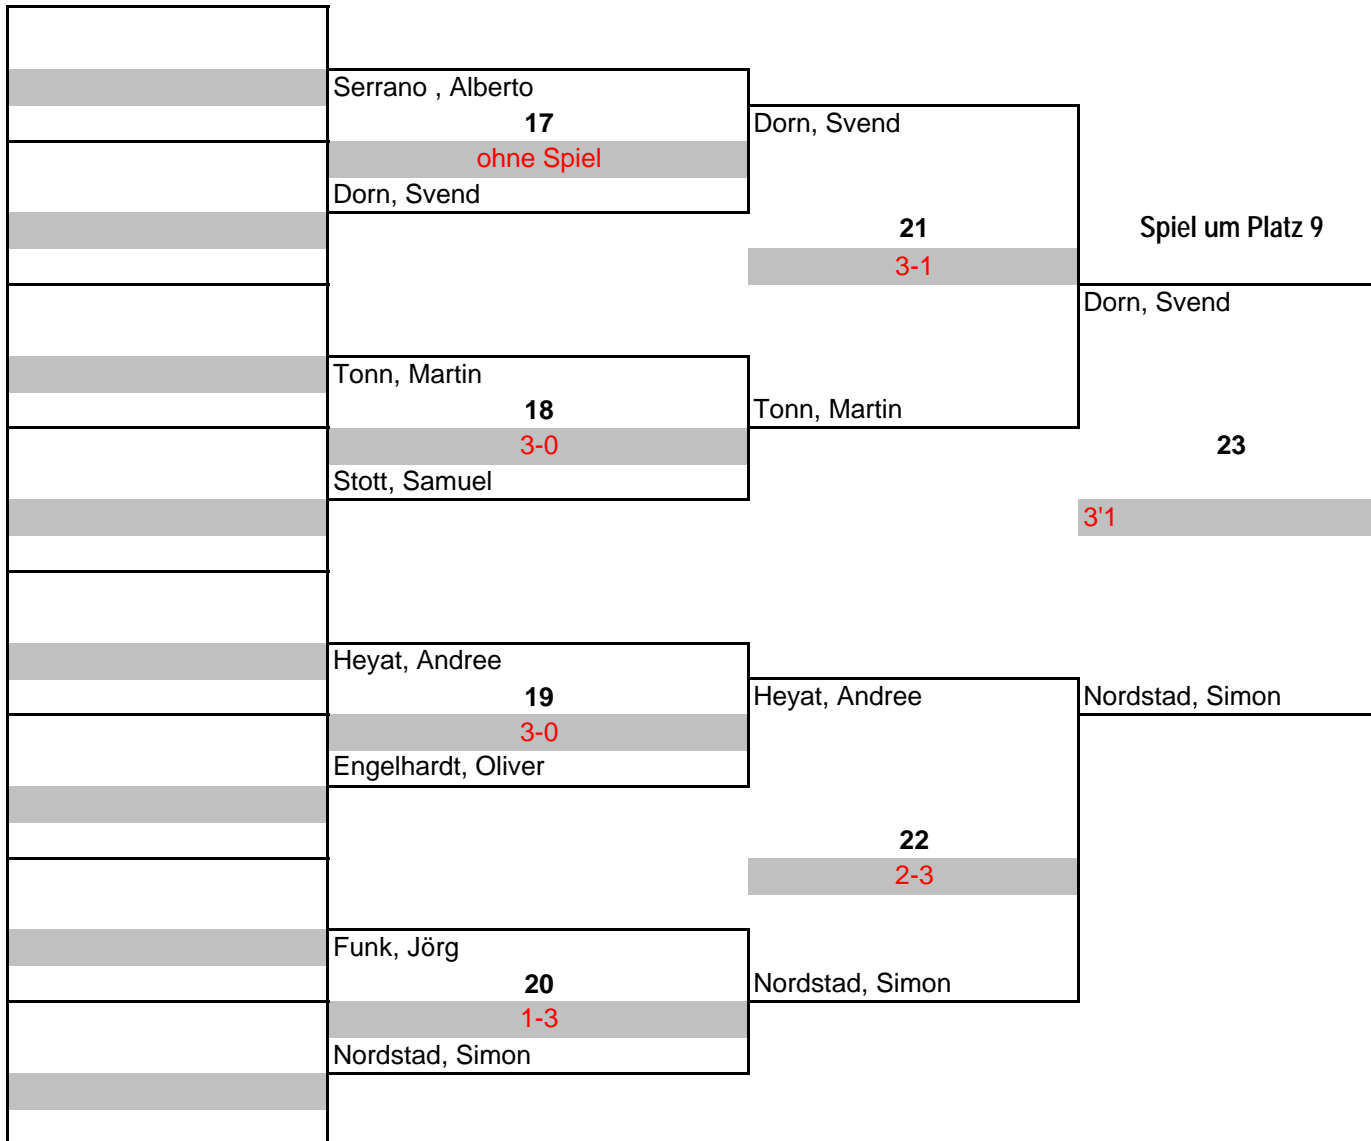 Serrano , Alberto
17
ohne Spiel
Dorn, Svend
Dorn, Svend
21
3-1
Spiel um Platz 9
Dorn, Svend
Tonn, Martin
18
3-0
Stott, Samuel
Tonn, Martin
23
3'1
Heyat, Andree
19
3-0
Engelhardt, Oliver
Heyat, Andree
Nordstad, Simon
22
2-3
Funk, Jörg
20
1-3
Nordstad, Simon
Nordstad, Simon